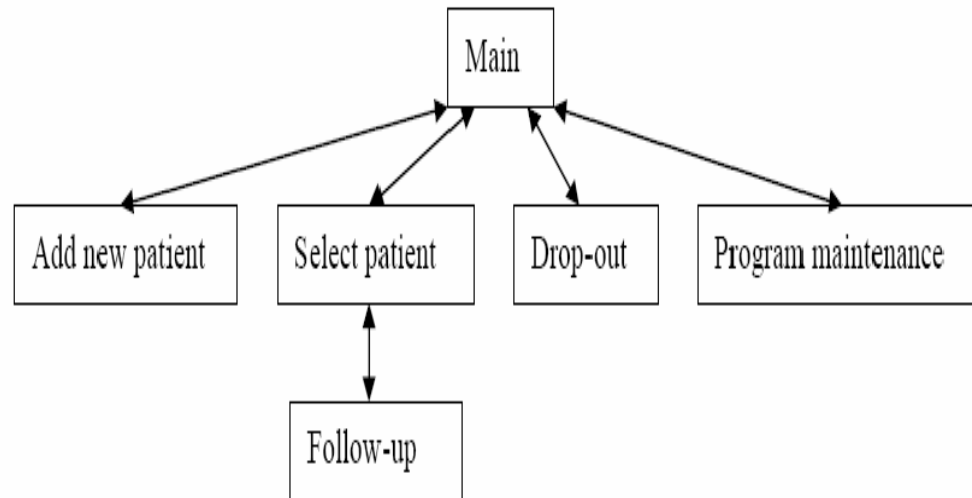 Main
Add new patient
Select patient
Drop-out
Program maintenance
Follow-up